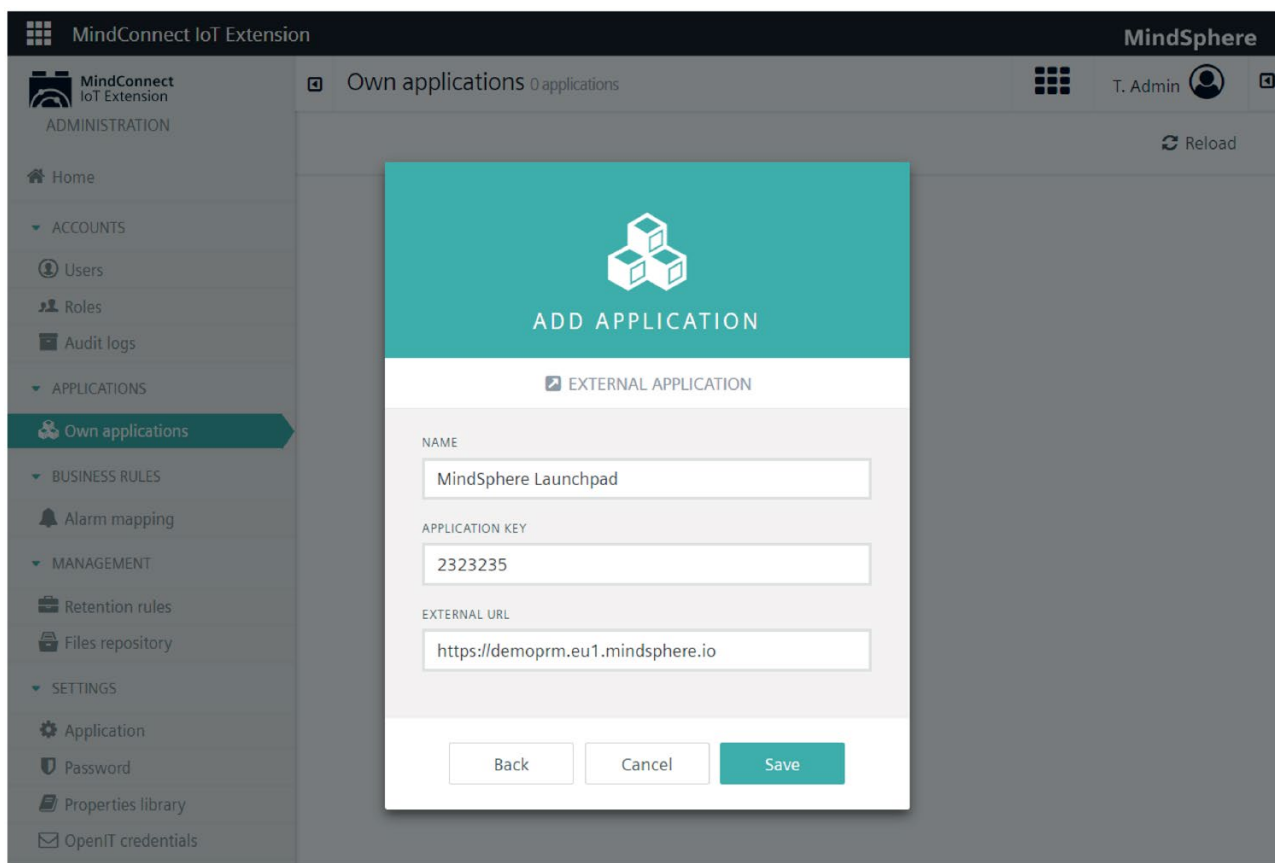 MindConnect IoT Extension
MindSphere
MindConnect
IoT Extension
ADMINISTRATION
Own applications 0 applications
T. Admin
Reload
Home
ACCOUNTS
Users
Roles
Audit logs
APPLICATIONS
Own applications
BUSINESS RULES
Alarm mapping
MANAGEMENT
Retention rules
Files repository
SETTINGS
Application
Password
Properties library
OpenIT credentials
ADD APPLICATION
EXTERNAL APPLICATION
NAME
MindSphere Launchpad
APPLICATION KEY
2323235
EXTERNAL URL
https://demoprm.eu1.mindsphere.io
Back Cancel Save